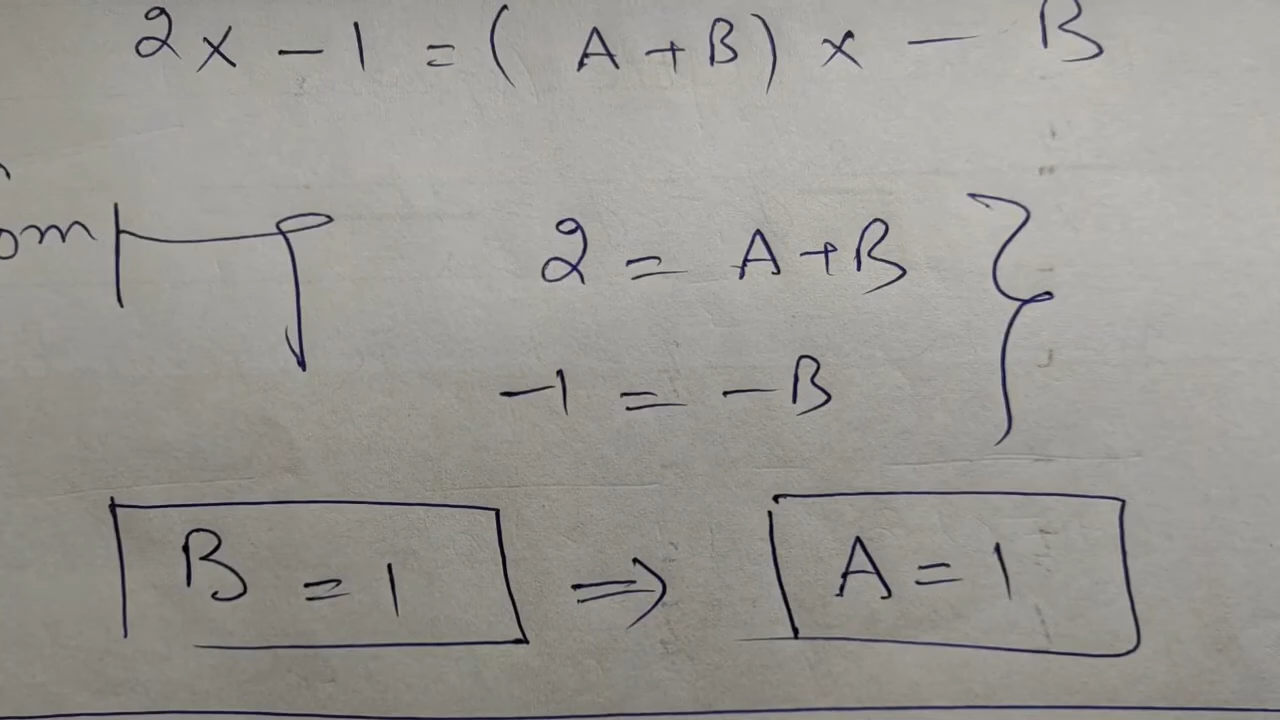 2x - 1 = ( A + B ) x - B
2 = A + B
-1 = - B
B = 1 ⇒ A = 1